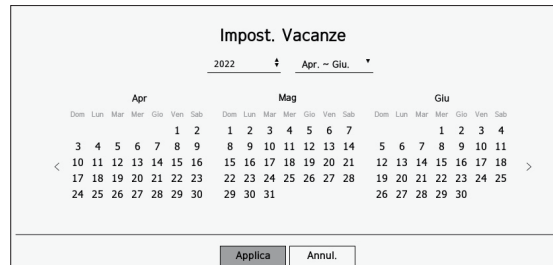 Impost. Vacanze
2022 Apr. ~ Giu.
Apr Mag Giu
Dom Lun Mar Mer Gio Ven Sab Dom Lun Mar Mer Gio Ven Sab Dom Lun Mar Mer Gio Ven Sab
1 2 1 2 3 4 5 6 7 1 2 3 4
3 4 5 6 7 8 9 8 9 10 11 12 13 14 5 6 7 8 9 10 11
< 10 11 12 13 14 15 16 15 16 17 18 19 20 21 12 13 14 15 16 17 18 >
17 18 19 20 21 22 23 22 23 24 25 26 27 28 19 20 21 22 23 24 25
24 25 26 27 28 29 30 29 30 31 26 27 28 29 30
Applica Annul.